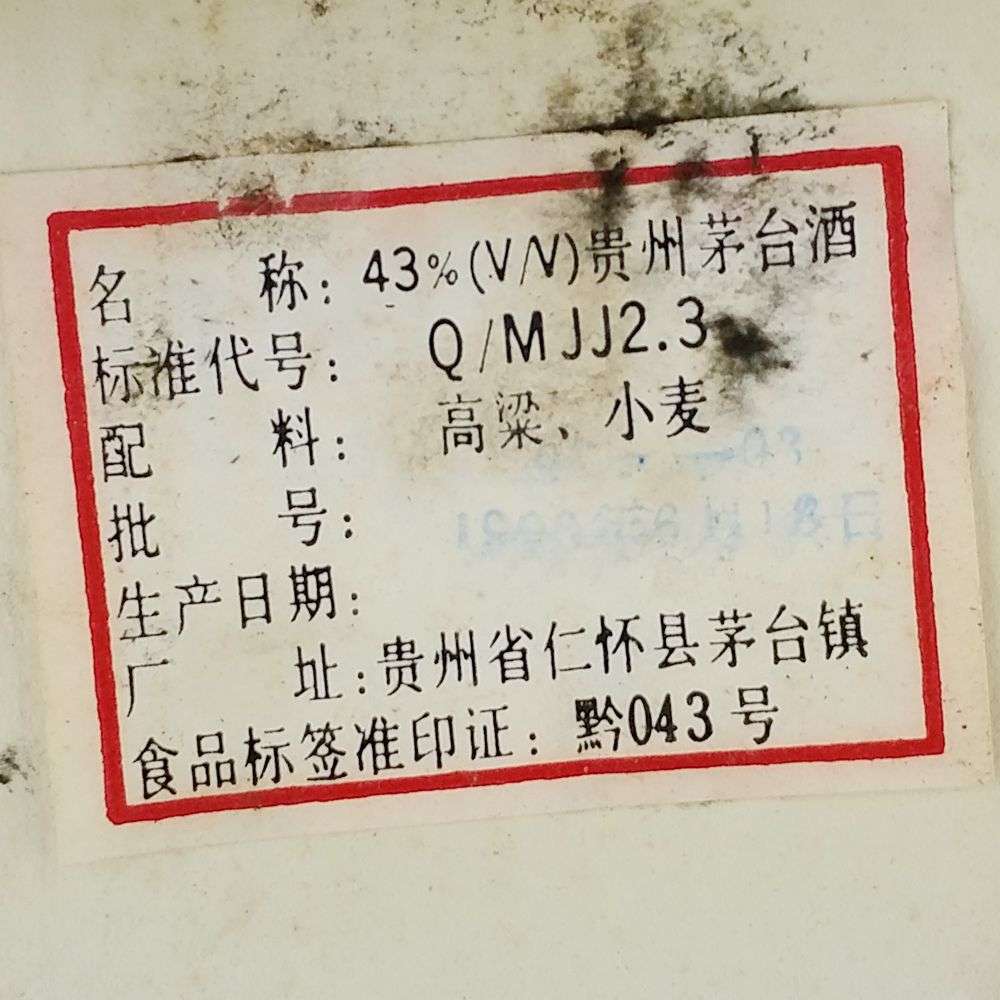 名 称：43%(V/V)贵州茅台酒
标准代号： Q/MJJ2.3
配 料： 高粱、小麦
批 号：
生产日期：
厂 址：贵州省仁怀县茅台镇
食品标签准印证：黔043号